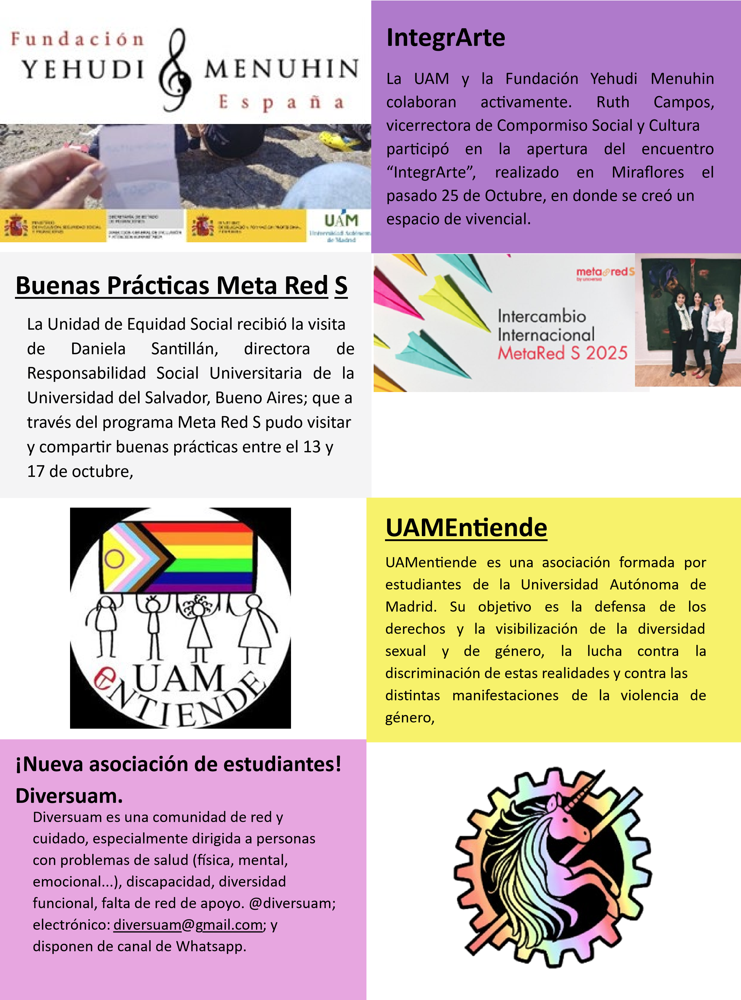 Fundación
YEHUDI MENUHIN
España
UAM
Universidad Autónoma
de Madrid
IntegrArte
La UAM y la Fundación Yehudi Menuhin
colaboran activamente. Ruth Campos,
vicerrectora de Compormiso Social y Cultura
participó en la apertura del encuentro
“IntegrArte”, realizado en Miraflores el
pasado 25 de Octubre, en donde se creó un
espacio de vivencial.
Buenas Prácticas Meta Red S
La Unidad de Equidad Social recibió la visita
de Daniela Santillán, directora de
Responsabilidad Social Universitaria de la
Universidad del Salvador, Bueno Aires; que a
través del programa Meta Red S pudo visitar
y compartir buenas prácticas entre el 13 y
17 de octubre,
meta red S
by universia
Intercambio
Internacional
MetaRed S 2025
UAM
eNTIENDE
UAMEntiende
UAMentiende es una asociación formada por
estudiantes de la Universidad Autónoma de
Madrid. Su objetivo es la defensa de los
derechos y la visibilización de la diversidad
sexual y de género, la lucha contra la
discriminación de estas realidades y contra las
distintas manifestaciones de la violencia de
género,
¡Nueva asociación de estudiantes!
Diversuam.
Diversuam es una comunidad de red y
cuidado, especialmente dirigida a personas
con problemas de salud (física, mental,
emocional...), discapacidad, diversidad
funcional, falta de red de apoyo. @diversuam;
electrónico: diversuam@gmail.com; y
disponen de canal de Whatsapp.